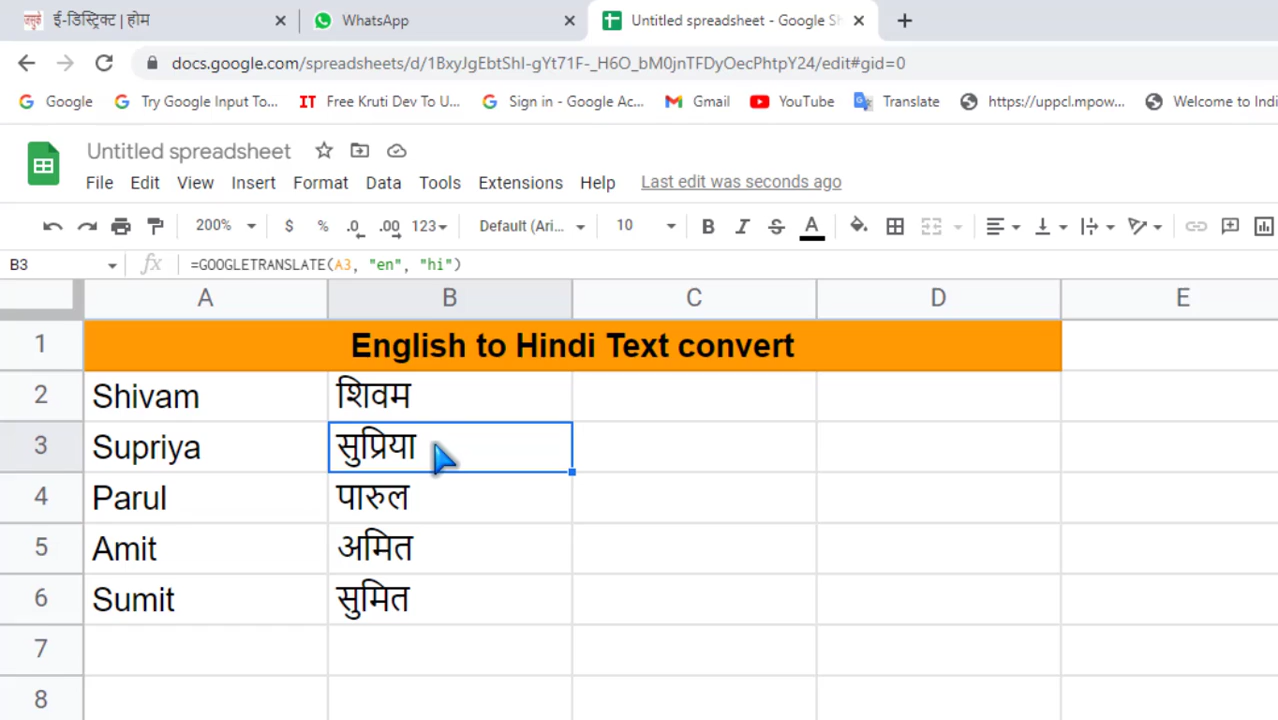 ई-डिस्ट्रिक्ट | होम WhatsApp Untitled spreadsheet - Google Sh
docs.google.com/spreadsheets/d/1BxyJgEbtShI-gYt71F-_H6O_bM0jnTFDyOecPhtpY24/edit#gid=0
Google Try Google Input To... IT Free Kruti Dev To U... Sign in - Google Ac... Gmail YouTube Translate https://uppcl.mpow... Welcome to Indi
Untitled spreadsheet
File Edit View Insert Format Data Tools Extensions Help Last edit was seconds ago
200% $ % .0 .00 123 Default (Ari... 10 B I S A
B3 fx =GOOGLETRANSLATE(A3, "en", "hi")
A B C D E
1 English to Hindi Text convert
2 Shivam शिवम
3 Supriya सुप्रिया
4 Parul पारुल
5 Amit अमित
6 Sumit सुमित
7
8